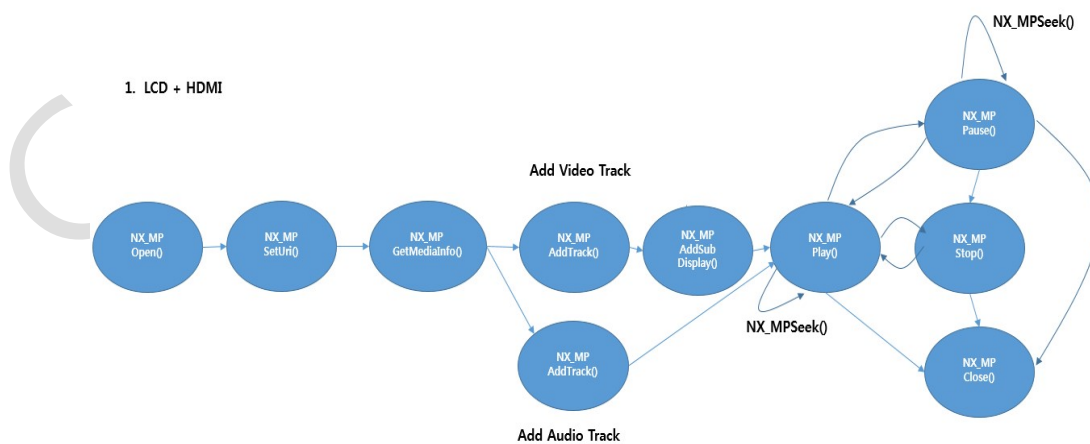 1. LCD + HDMI
NX_MPSeek()
NX_MP
Pause()
Add Video Track
NX_MP
Open()
NX_MP
SetUri()
NX_MP
GetMediaInfo()
NX_MP
AddTrack()
NX_MP
AddSub
Display()
NX_MP
Play()
NX_MP
Stop()
NX_MPSeek()
NX_MP
AddTrack()
NX_MP
Close()
Add Audio Track